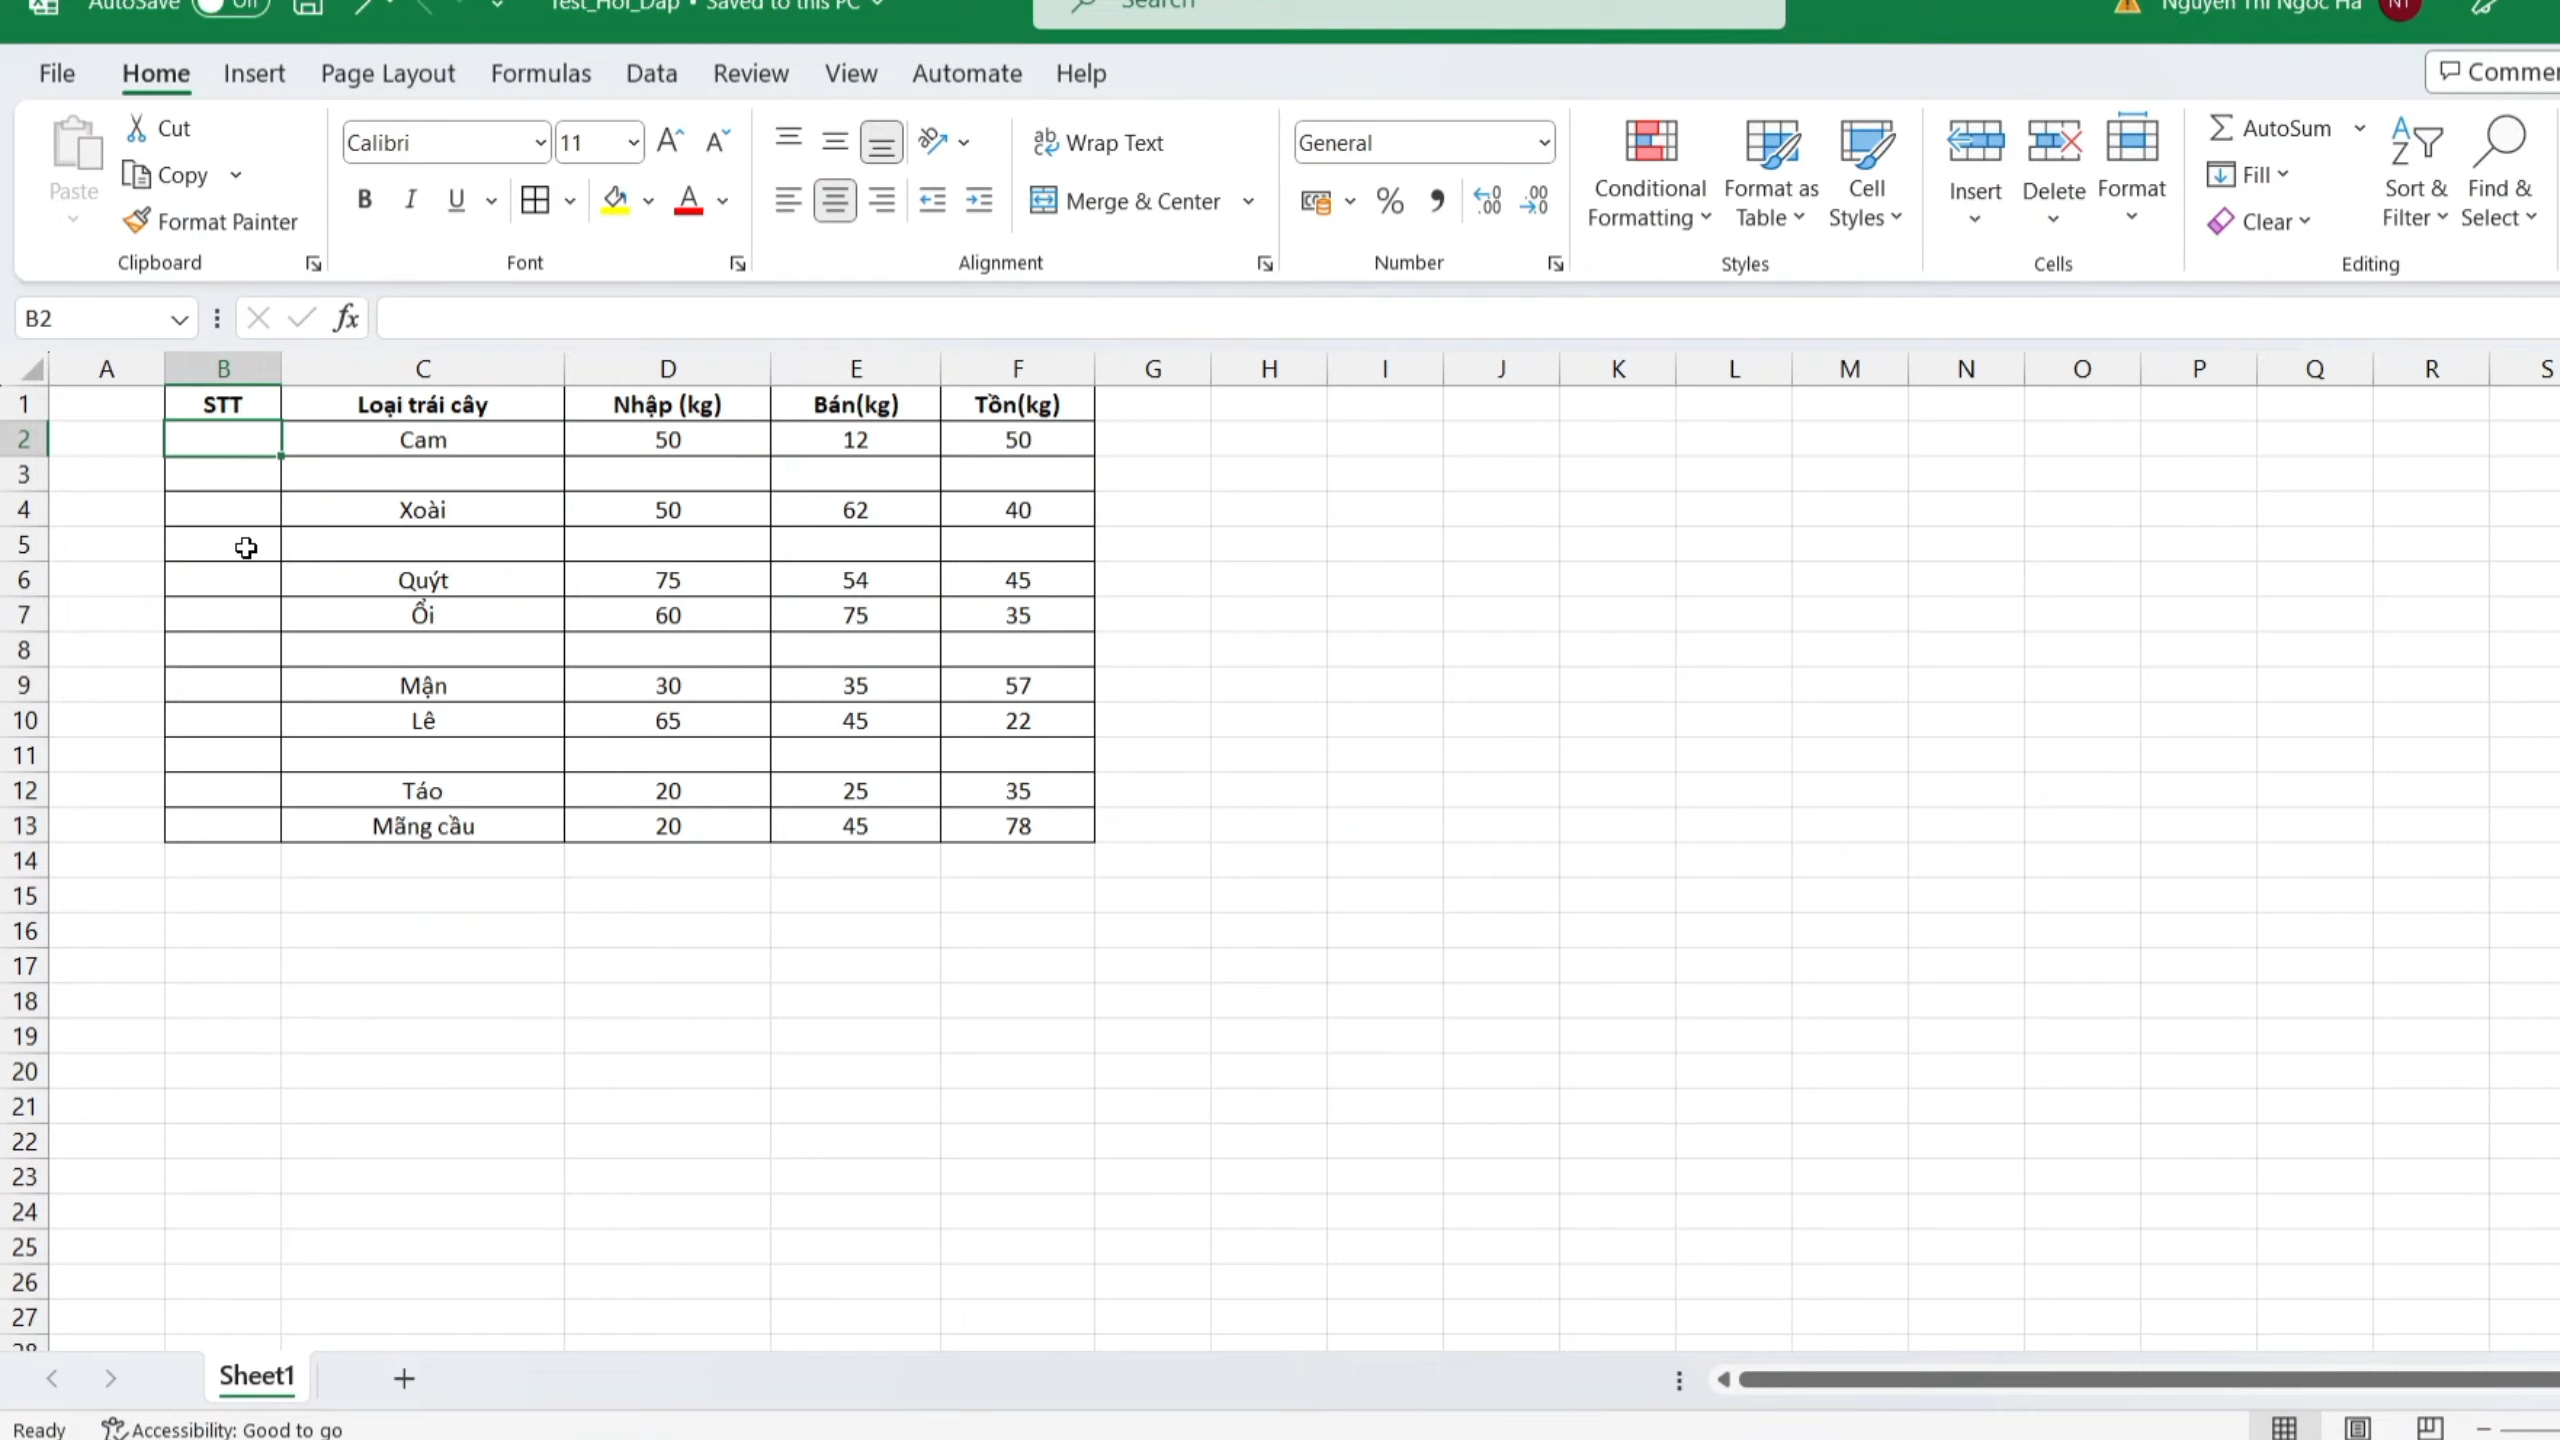 AutoSave Off Test_Hoi_Dap • Saved to this PC Search Nguyen Thi Ngoc Ha NT
File Home Insert Page Layout Formulas Data Review View Automate Help
Cut Calibri 11 Wrap Text General AutoSum
Paste Copy Conditional Formatting Format as Table Cell Styles Insert Delete Format Fill Sort & Filter Find & Select
Format Painter B I U A Merge & Center % Clear
Clipboard Font Alignment Number Styles Cells Editing
B2 fx
A B C D E F G H I J K L M N O P Q R S
1 STT Loại trái cây Nhập (kg) Bán(kg) Tồn(kg)
2 Cam 50 12 50
3
4 Xoài 50 62 40
5
6 Quýt 75 54 45
7 Ổi 60 75 35
8
9 Mận 30 35 57
10 Lê 65 45 22
11
12 Táo 20 25 35
13 Mãng cầu 20 45 78
14
15
16
17
18
19
20
21
22
23
24
25
26
27
28
Sheet1
Ready Accessibility: Good to go